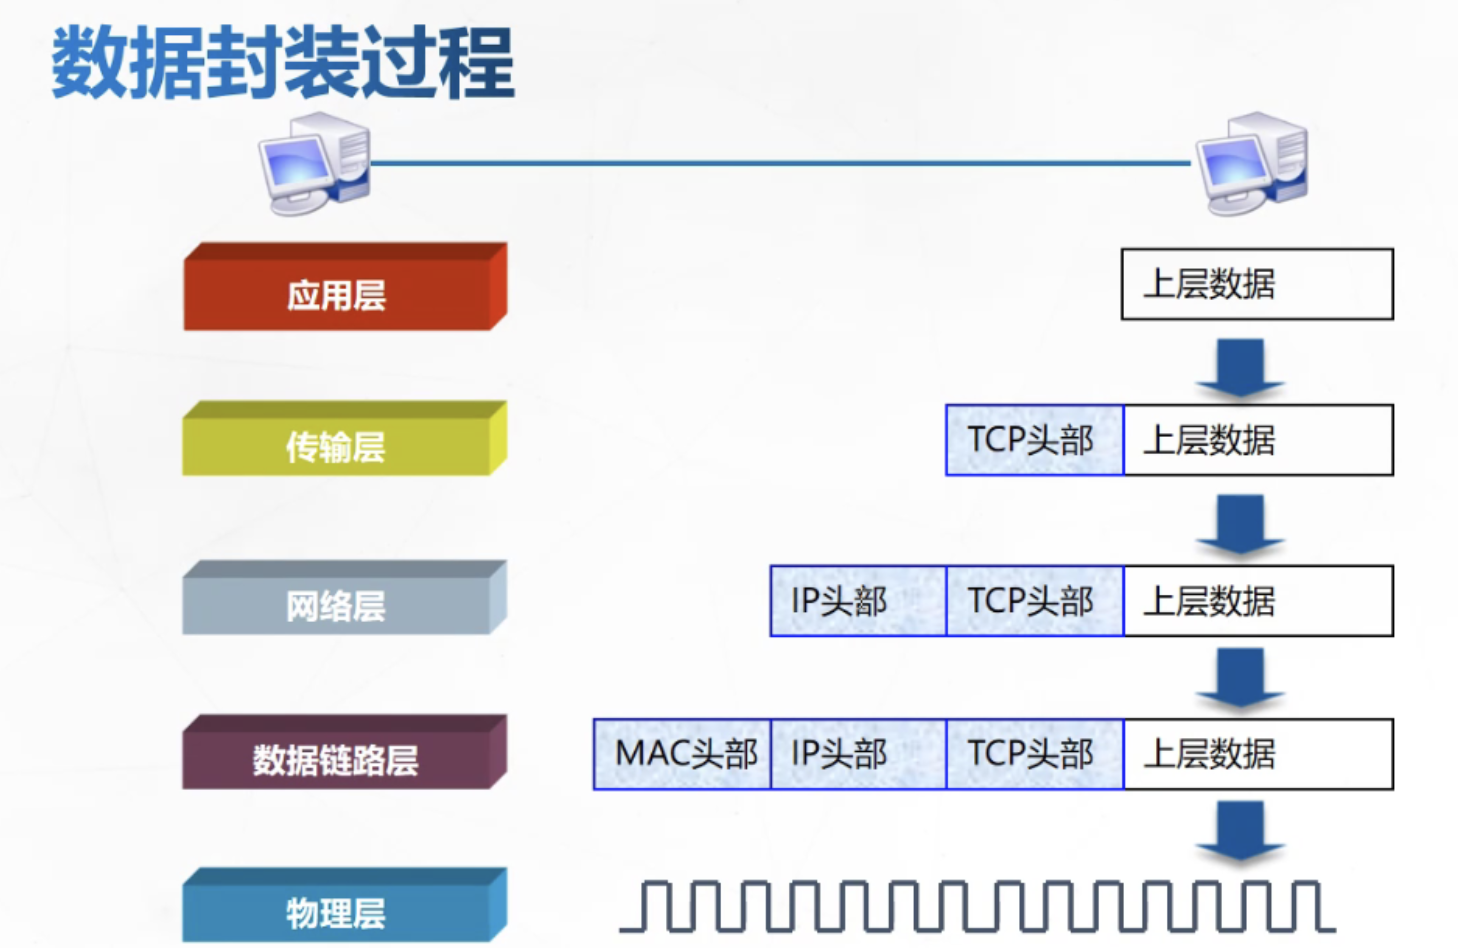 数据封装过程
应用层
上层数据
传输层
TCP头部
上层数据
网络层
IP头部
TCP头部
上层数据
数据链路层
MAC头部
IP头部
TCP头部
上层数据
物理层